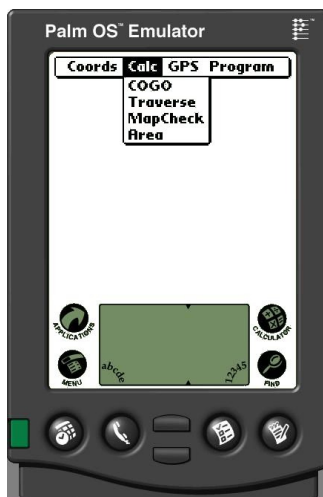 Palm OS™ Emulator
Coords Calc GPS Program
COGO
Traverse
MapCheck
Area
APPLICATIONS
CALCULATOR
MENU
abcde
12345
FIND